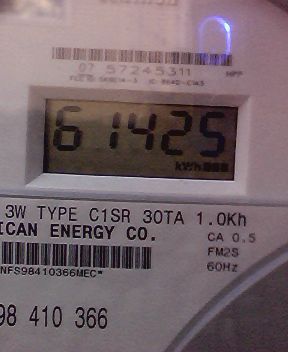 07 57245311 HPP
61425
kWh
3W TYPE C1SR 30TA 1.0Kh
ICAN ENERGY CO.
CA 0.5
FM2S
60Hz
NFS98410366MEC*
98 410 366